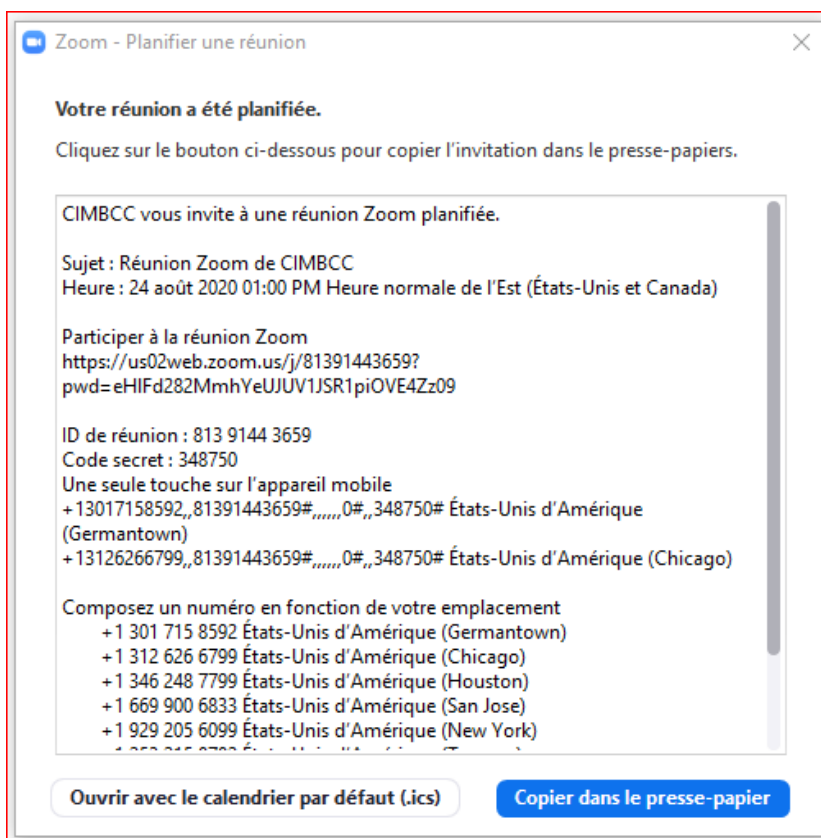 Zoom - Planifier une réunion
Votre réunion a été planifiée.
Cliquez sur le bouton ci-dessous pour copier l'invitation dans le presse-papiers.
CIMBCC vous invite à une réunion Zoom planifiée.
Sujet : Réunion Zoom de CIMBCC
Heure : 24 août 2020 01:00 PM Heure normale de l'Est (États-Unis et Canada)
Participer à la réunion Zoom
https://us02web.zoom.us/j/81391443659?
pwd=eHlFd282MmhYeUJUV1JSR1piOVE4Zz09
ID de réunion : 813 9144 3659
Code secret : 348750
Une seule touche sur l'appareil mobile
+13017158592,,81391443659#,,,,,,0#,,348750# États-Unis d'Amérique
(Germantown)
+13126266799,,81391443659#,,,,,,0#,,348750# États-Unis d'Amérique (Chicago)
Composez un numéro en fonction de votre emplacement
+1 301 715 8592 États-Unis d'Amérique (Germantown)
+1 312 626 6799 États-Unis d'Amérique (Chicago)
+1 346 248 7799 États-Unis d'Amérique (Houston)
+1 669 900 6833 États-Unis d'Amérique (San Jose)
+1 929 205 6099 États-Unis d'Amérique (New York)
Ouvrir avec le calendrier par défaut (.ics)
Copier dans le presse-papier